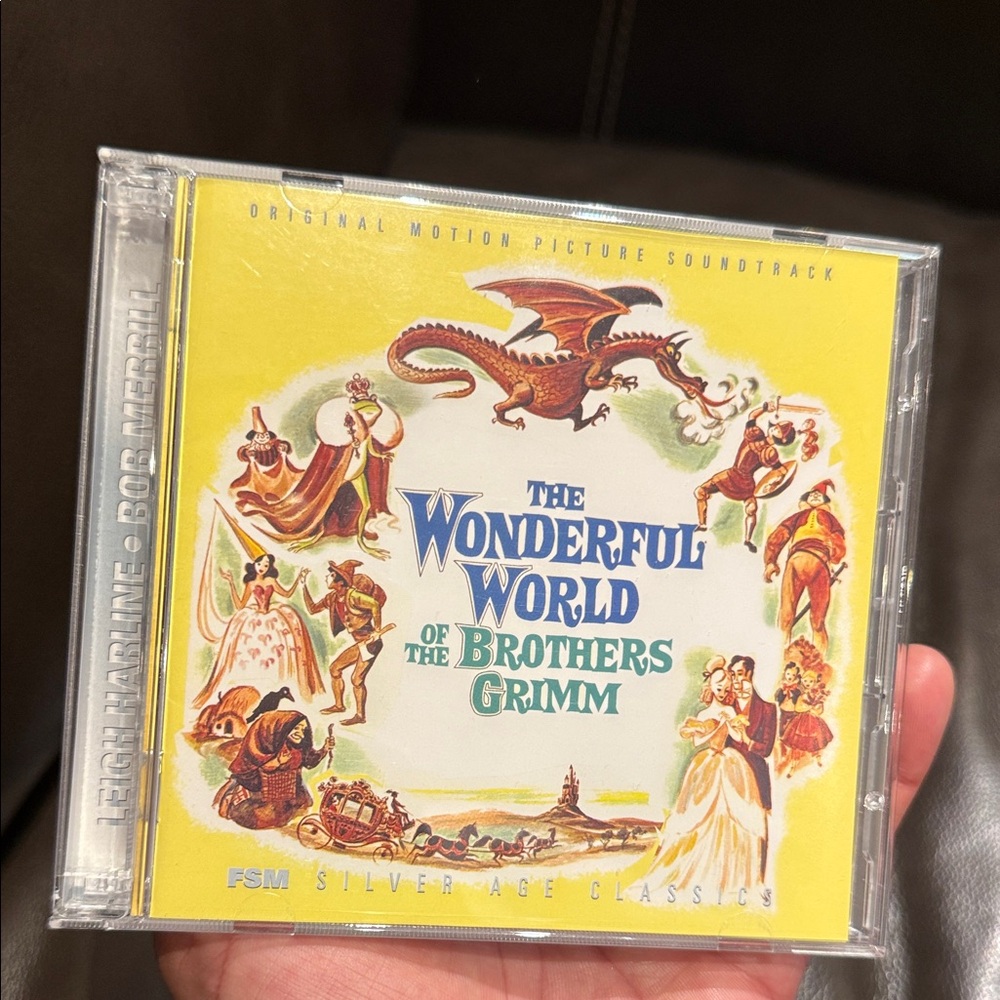 ORIGINAL MOTION PICTURE SOUNDTRACK
THE
WONDERFUL
WORLD
OF THE BROTHERS
GRIMM
FSM SILVER AGE CLASSICS
LEIGH HARLINE • BOB MERRILL